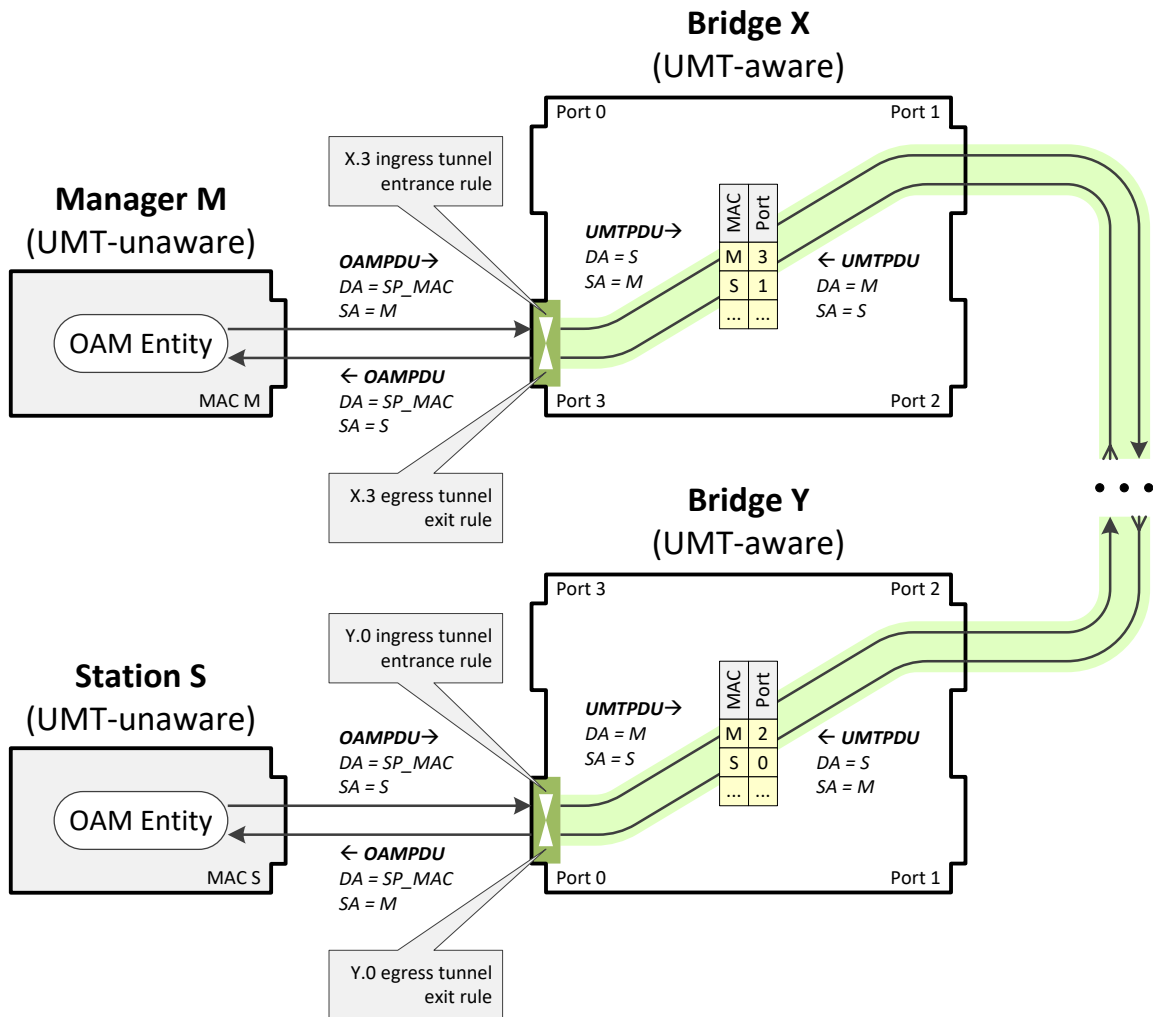 Bridge X
(UMT-aware)
Port 0
Port 1
X.3 ingress tunnel
entrance rule
Manager M
(UMT-unaware)
MAC
Port
M 3
S 1
... ...
UMTPDU→
DA = S
SA = M
← UMTPDU
DA = M
SA = S
OAMPDU→
DA = SP_MAC
SA = M
OAM Entity
MAC M
← OAMPDU
DA = SP_MAC
SA = S
Port 3
Port 2
X.3 egress tunnel
exit rule
• • •
Bridge Y
(UMT-aware)
Port 3
Port 2
Y.0 ingress tunnel
entrance rule
Station S
(UMT-unaware)
MAC
Port
M 2
S 0
... ...
UMTPDU→
DA = M
SA = S
← UMTPDU
DA = S
SA = M
OAMPDU→
DA = SP_MAC
SA = S
OAM Entity
MAC S
← OAMPDU
DA = SP_MAC
SA = M
Port 0
Port 1
Y.0 egress tunnel
exit rule